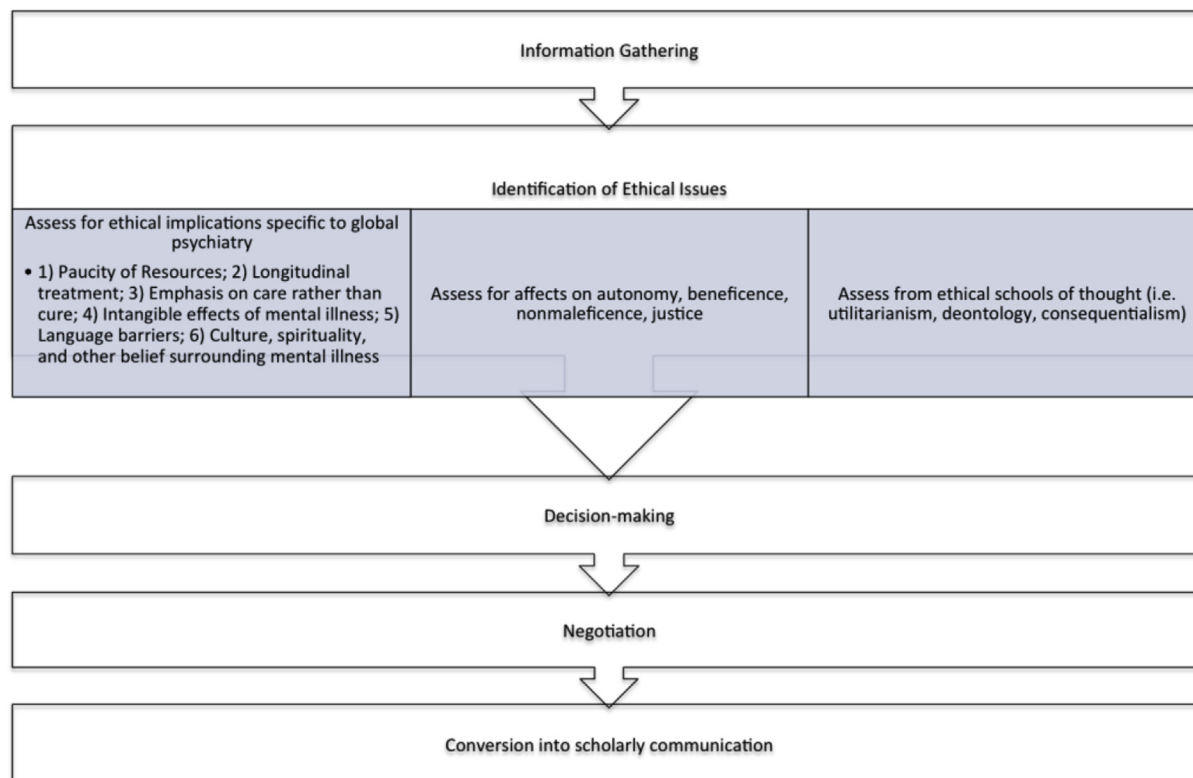 Information Gathering
Identification of Ethical Issues
Assess for ethical implications specific to global
psychiatry
• 1) Paucity of Resources; 2) Longitudinal
treatment; 3) Emphasis on care rather than
cure; 4) Intangible effects of mental illness; 5)
Language barriers; 6) Culture, spirituality,
and other belief surrounding mental illness
Assess for affects on autonomy, beneficence,
nonmaleficence, justice
Assess from ethical schools of thought (i.e.
utilitarianism, deontology, consequentialism)
Decision-making
Negotiation
Conversion into scholarly communication